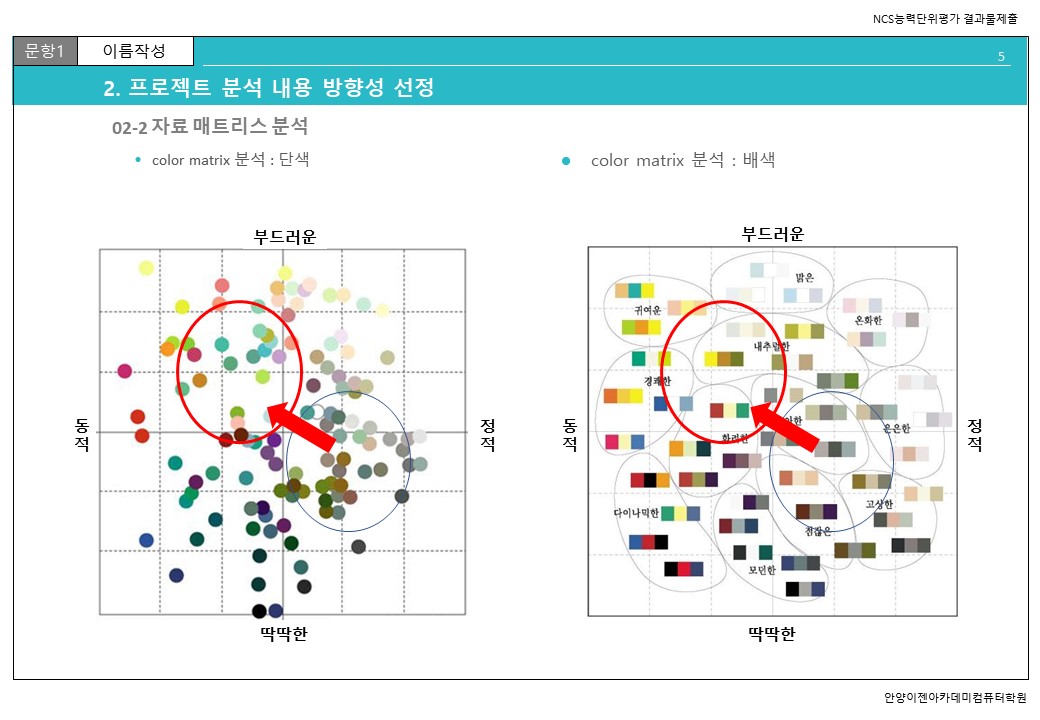 NCS능력단위평가 결과물제출
문항1
이름작성
5
2. 프로젝트 분석 내용 방향성 선정
02-2 자료 매트리스 분석
• color matrix 분석 : 단색
● color matrix 분석 : 배색
부드러운
동적
정적
딱딱한
부드러운
맑은
귀여운
온화한
내추럴한
경쾌한
동적
정적
은은한
화려한
고상한
다이나믹한
점잖은
모던한
딱딱한
안양이젠아카데미컴퓨터학원